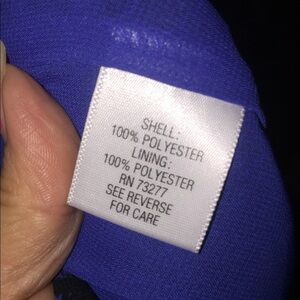 SHELL:
100% POLYESTER
LINING:
100% POLYESTER
RN 73277
SEE REVERSE
FOR CARE